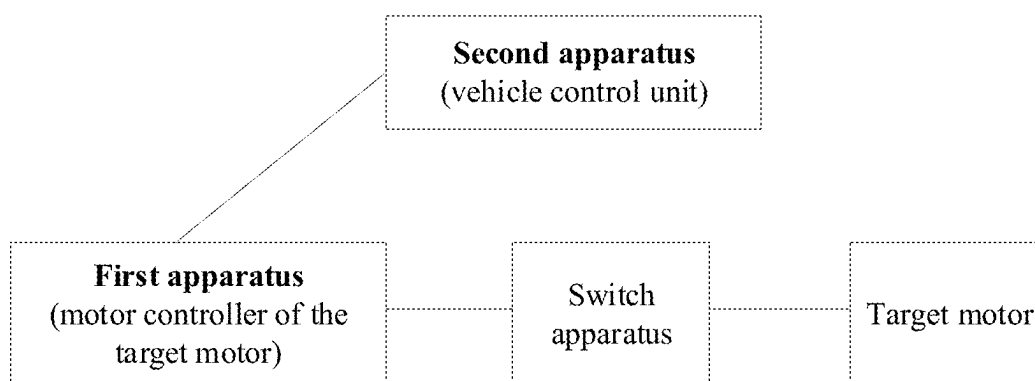 Second apparatus
(vehicle control unit)
First apparatus
(motor controller of the
target motor)
Switch
apparatus
Target motor